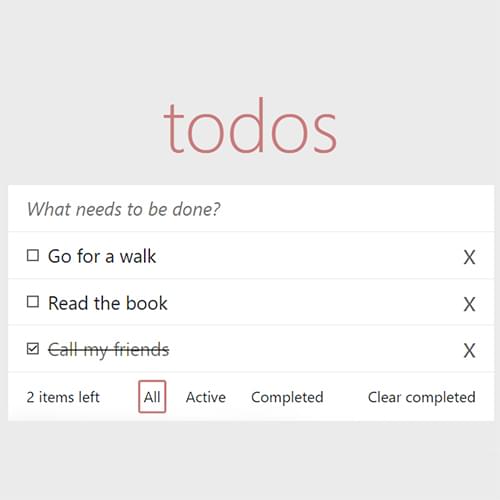 todos
What needs to be done?
Go for a walk X
Read the book X
Call my friends X
2 items left All Active Completed Clear completed